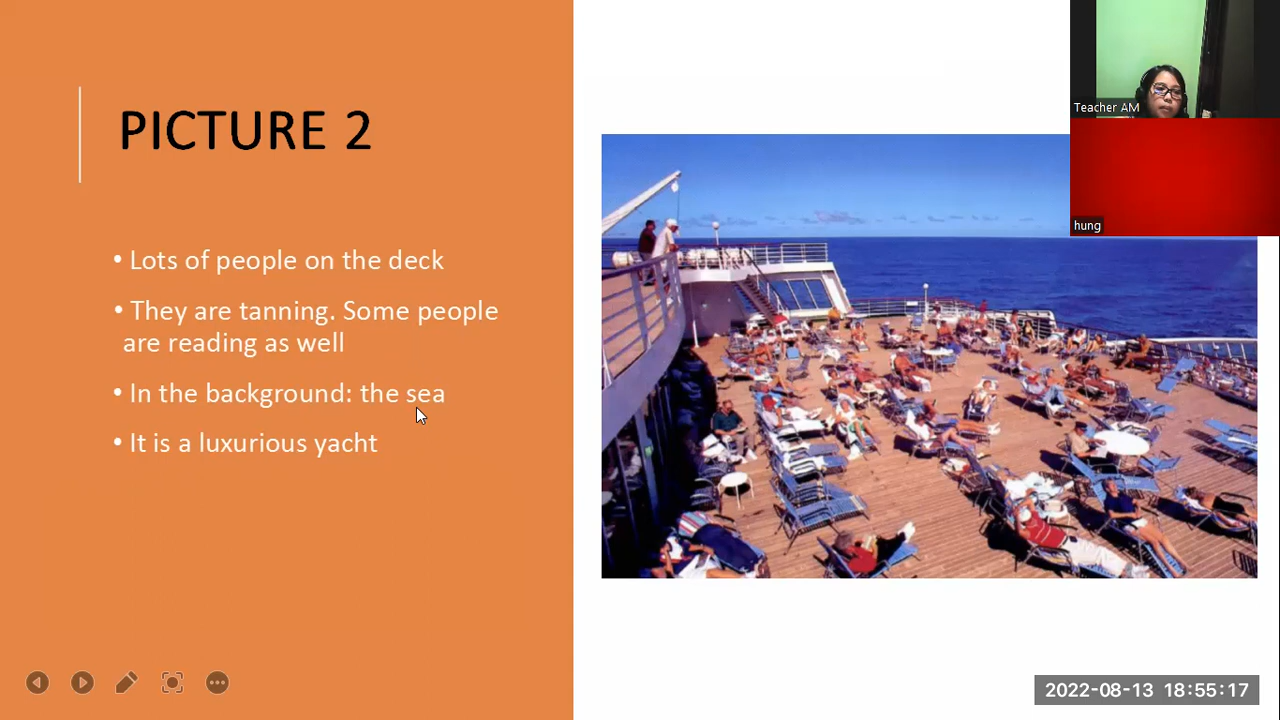 PICTURE 2
• Lots of people on the deck
• They are tanning. Some people
are reading as well
• In the background: the sea
• It is a luxurious yacht
Teacher AM
hung
2022-08-13 18:55:17